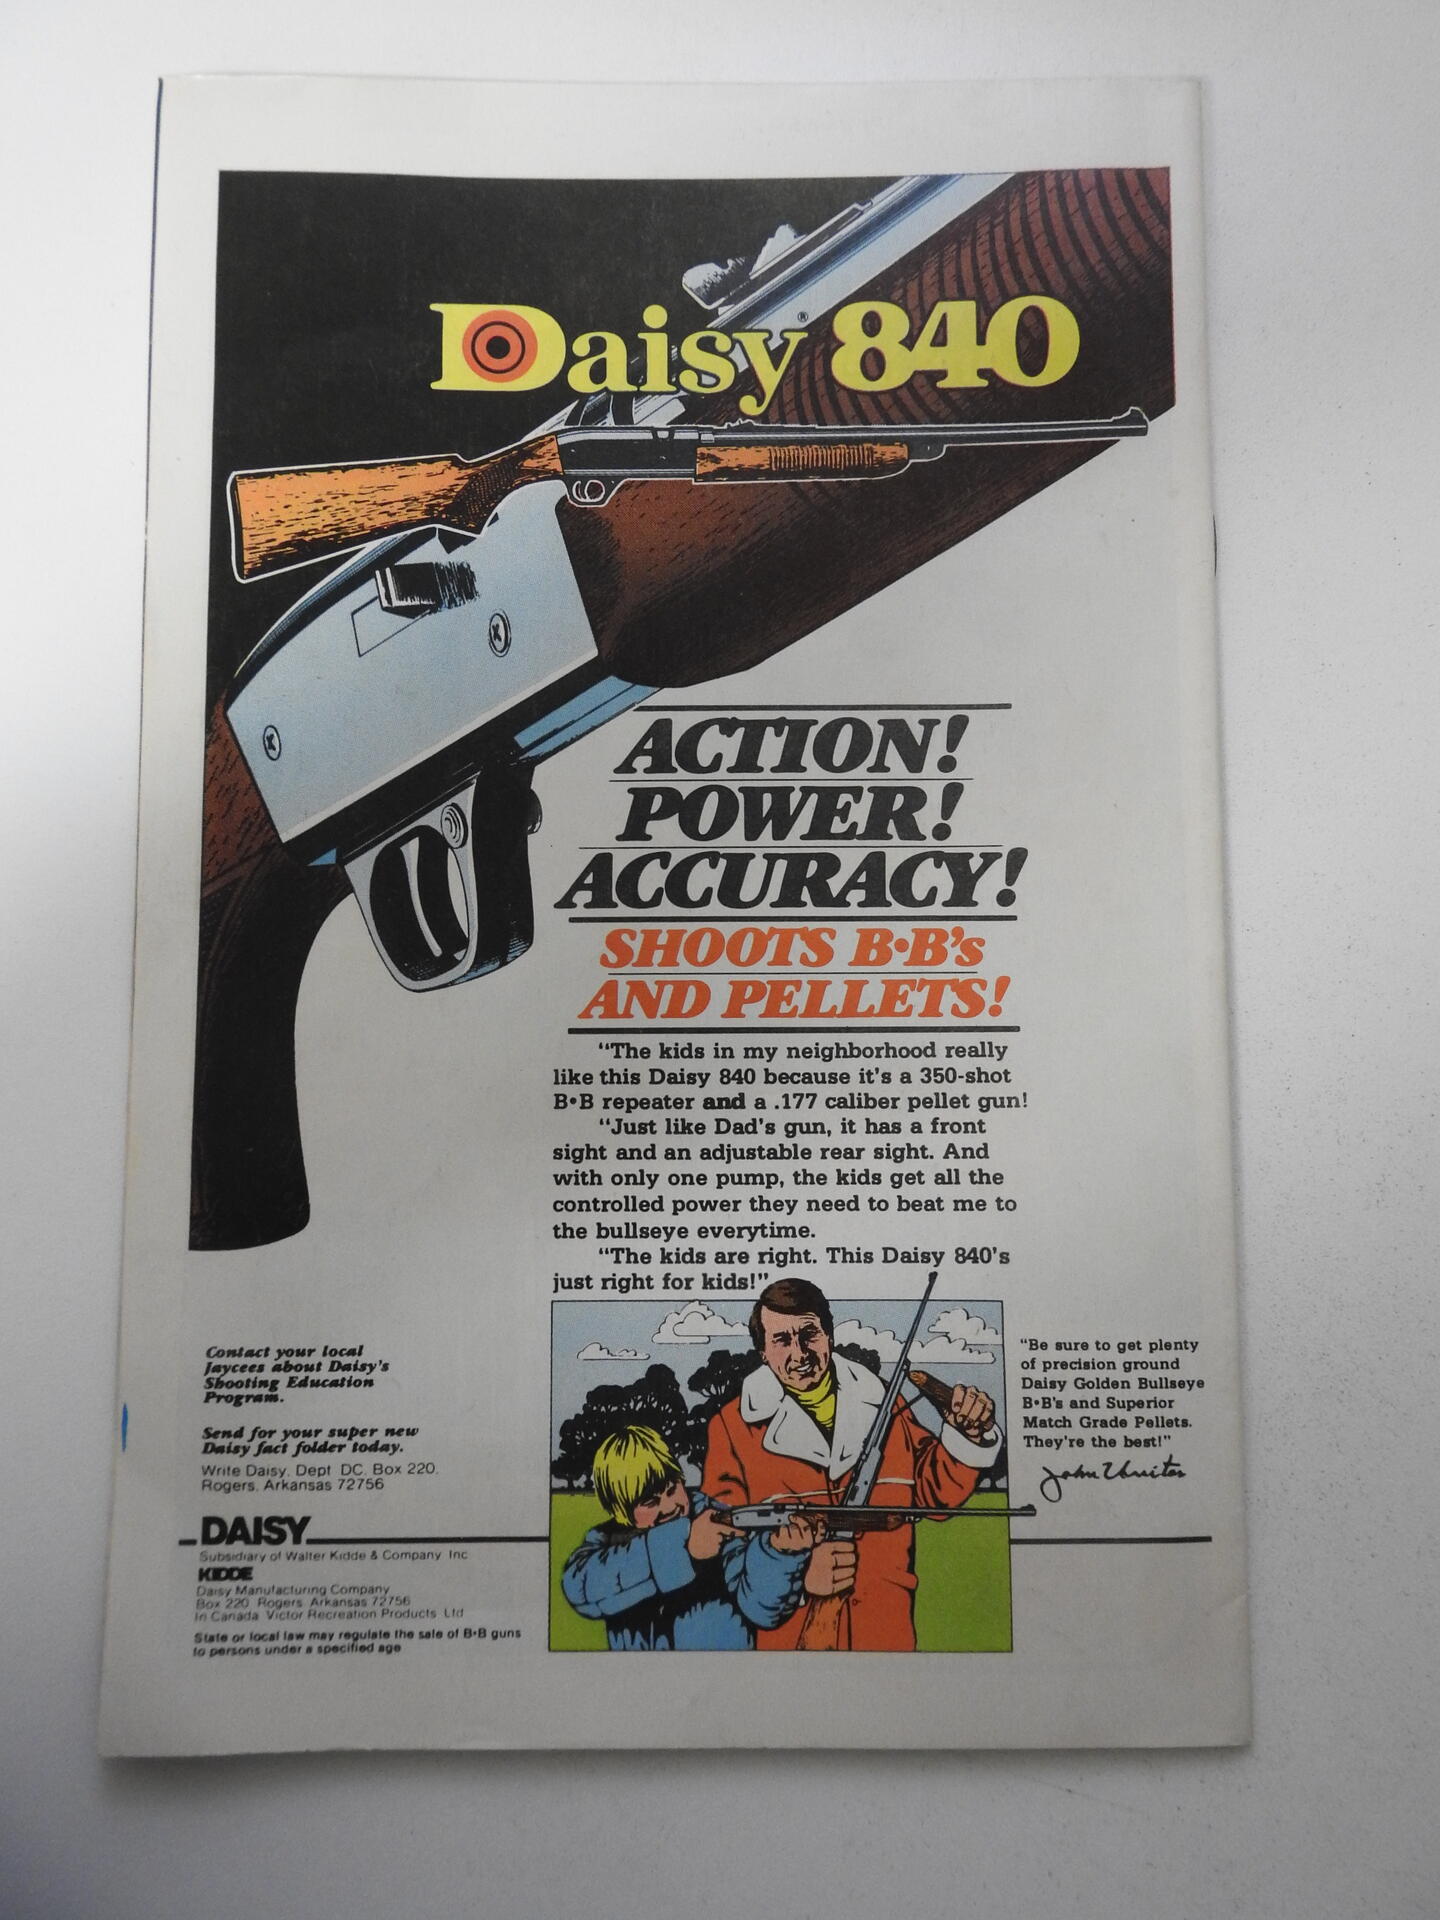 Daisy® 840
ACTION!
POWER!
ACCURACY!
SHOOTS B•B's
AND PELLETS!
"The kids in my neighborhood really
like this Daisy 840 because it's a 350-shot
B•B repeater and a .177 caliber pellet gun!
"Just like Dad's gun, it has a front
sight and an adjustable rear sight. And
with only one pump, the kids get all the
controlled power they need to beat me to
the bullseye everytime.
"The kids are right. This Daisy 840's
just right for kids!"
"Be sure to get plenty
of precision ground
Daisy Golden Bullseye
B•B's and Superior
Match Grade Pellets.
They're the best!"
Contact your local
Jaycees about Daisy's
Shooting Education
Program.
Send for your super new
Daisy fact folder today.
Write Daisy, Dept DC, Box 220,
Rogers, Arkansas 72756
DAISY
Subsidiary of Walter Kidde & Company Inc
KIDDE
Daisy Manufacturing Company
Box 220 Rogers Arkansas 72756
In Canada Victor Recreation Products Ltd
State or local law may regulate the sale of B•B guns
to persons under a specified age